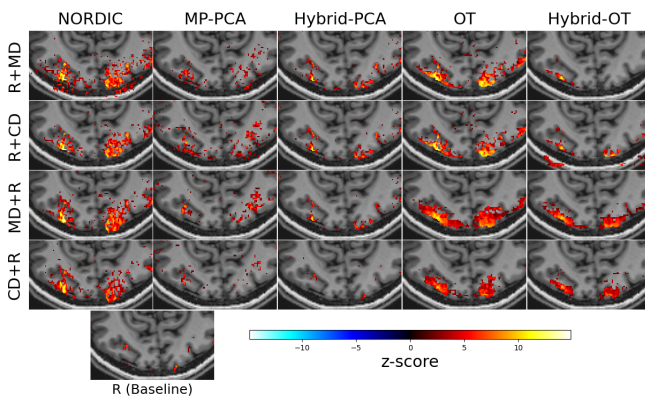 NORDIC MP-PCA Hybrid-PCA OT Hybrid-OT
R+MD
R+CD
MD+R
CD+R
−10 −5 0 5 10
z-score
R (Baseline)